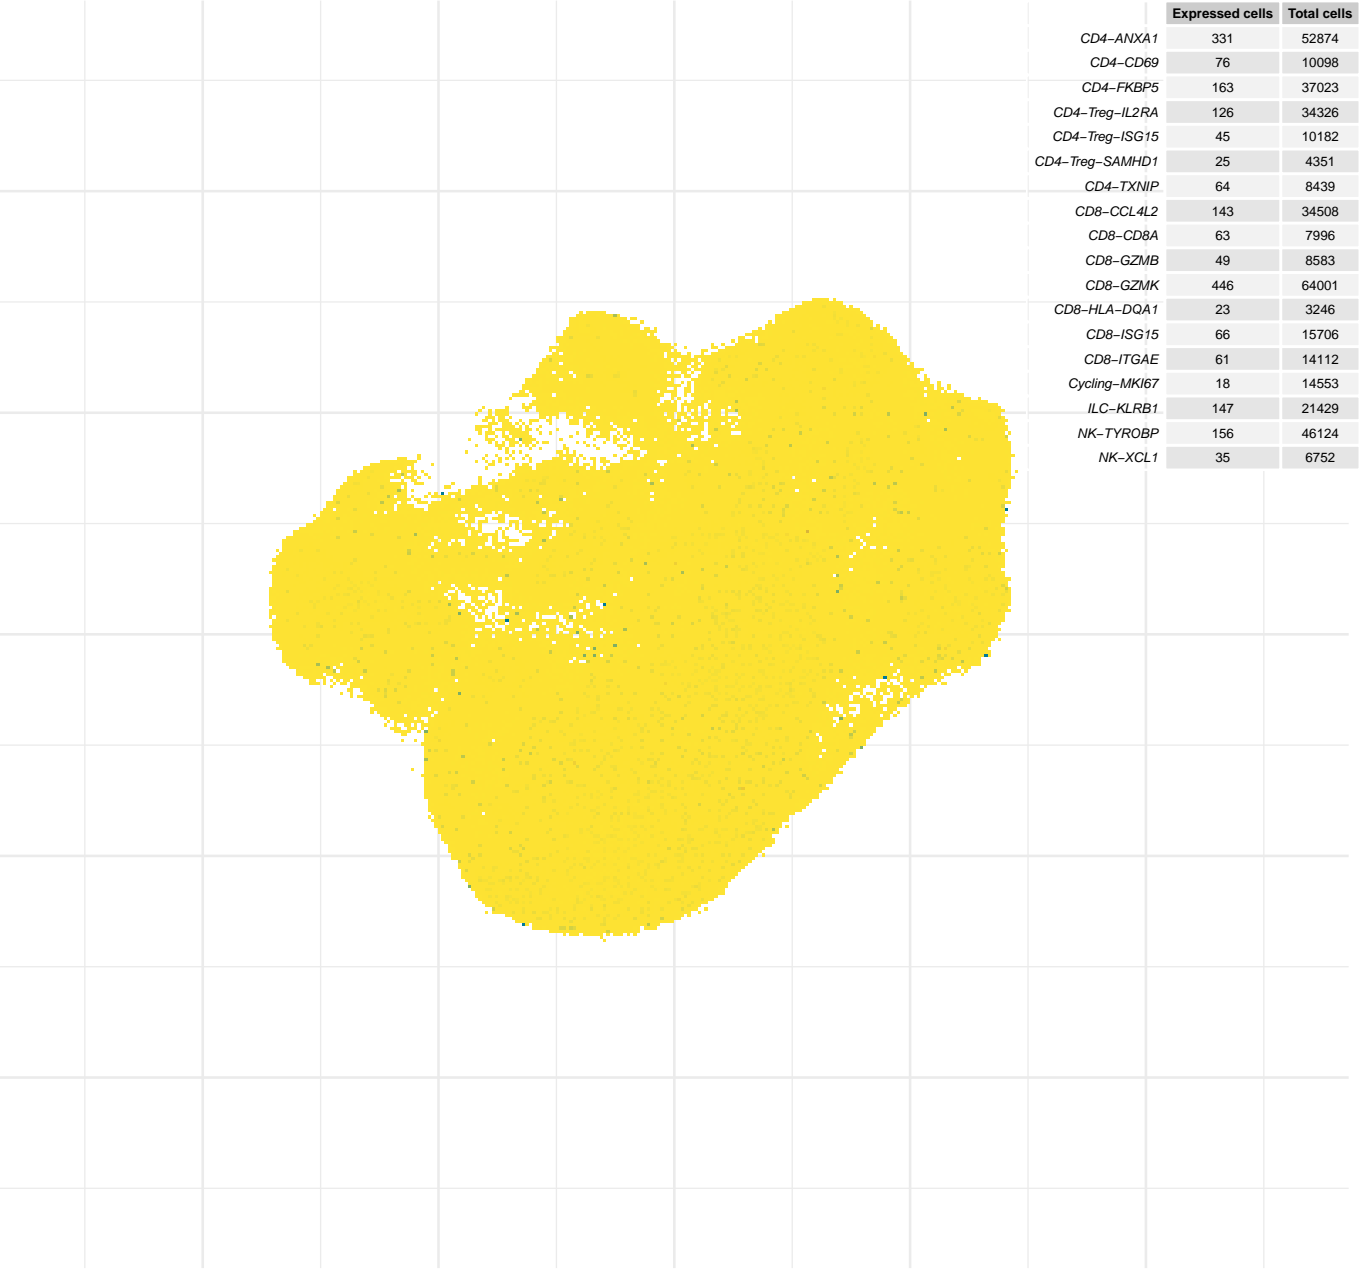 Expressed cells Total cells
CD4−ANXA1 331 52874
CD4−CD69 76 10098
CD4−FKBP5 163 37023
CD4−Treg−IL2RA 126 34326
CD4−Treg−ISG15 45 10182
CD4−Treg−SAMHD1 25 4351
CD4−TXNIP 64 8439
CD8−CCL4L2 143 34508
CD8−CD8A 63 7996
CD8−GZMB 49 8583
CD8−GZMK 446 64001
CD8−HLA−DQA1 23 3246
CD8−ISG15 66 15706
CD8−ITGAE 61 14112
Cycling−MKI67 18 14553
ILC−KLRB1 147 21429
NK−TYROBP 156 46124
NK−XCL1 35 6752